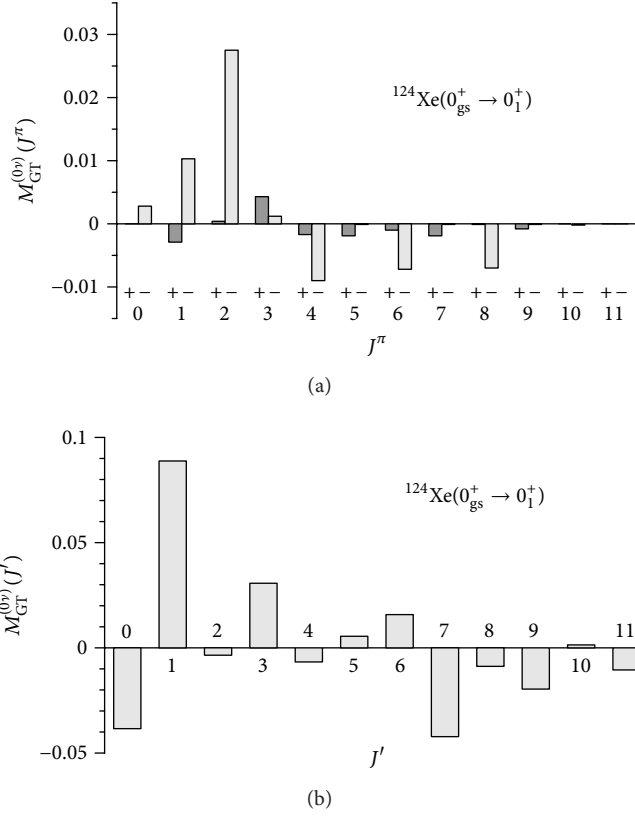 0.03
0.02
0.01
0
−0.01
M_GT^(0ν)(J^π)
¹²⁴Xe(0⁺_gs → 0⁺_1)
+ − + − + − + − + − + − + − + − + − + − + − + −
0 1 2 3 4 5 6 7 8 9 10 11
J^π
(a)
0.1
0.05
0
−0.05
M_GT^(0ν)(J′)
¹²⁴Xe(0⁺_gs → 0⁺_1)
0 2 4 7 8 9 11
1 3 5 6 10
J′
(b)